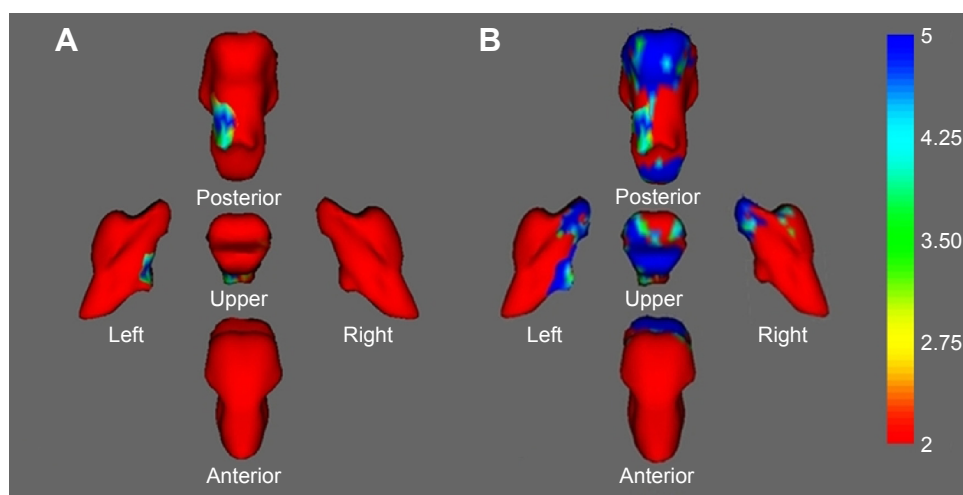 A
B
5
4.25
3.50
2.75
2
Posterior
Posterior
Upper
Upper
Left
Right
Left
Right
Anterior
Anterior